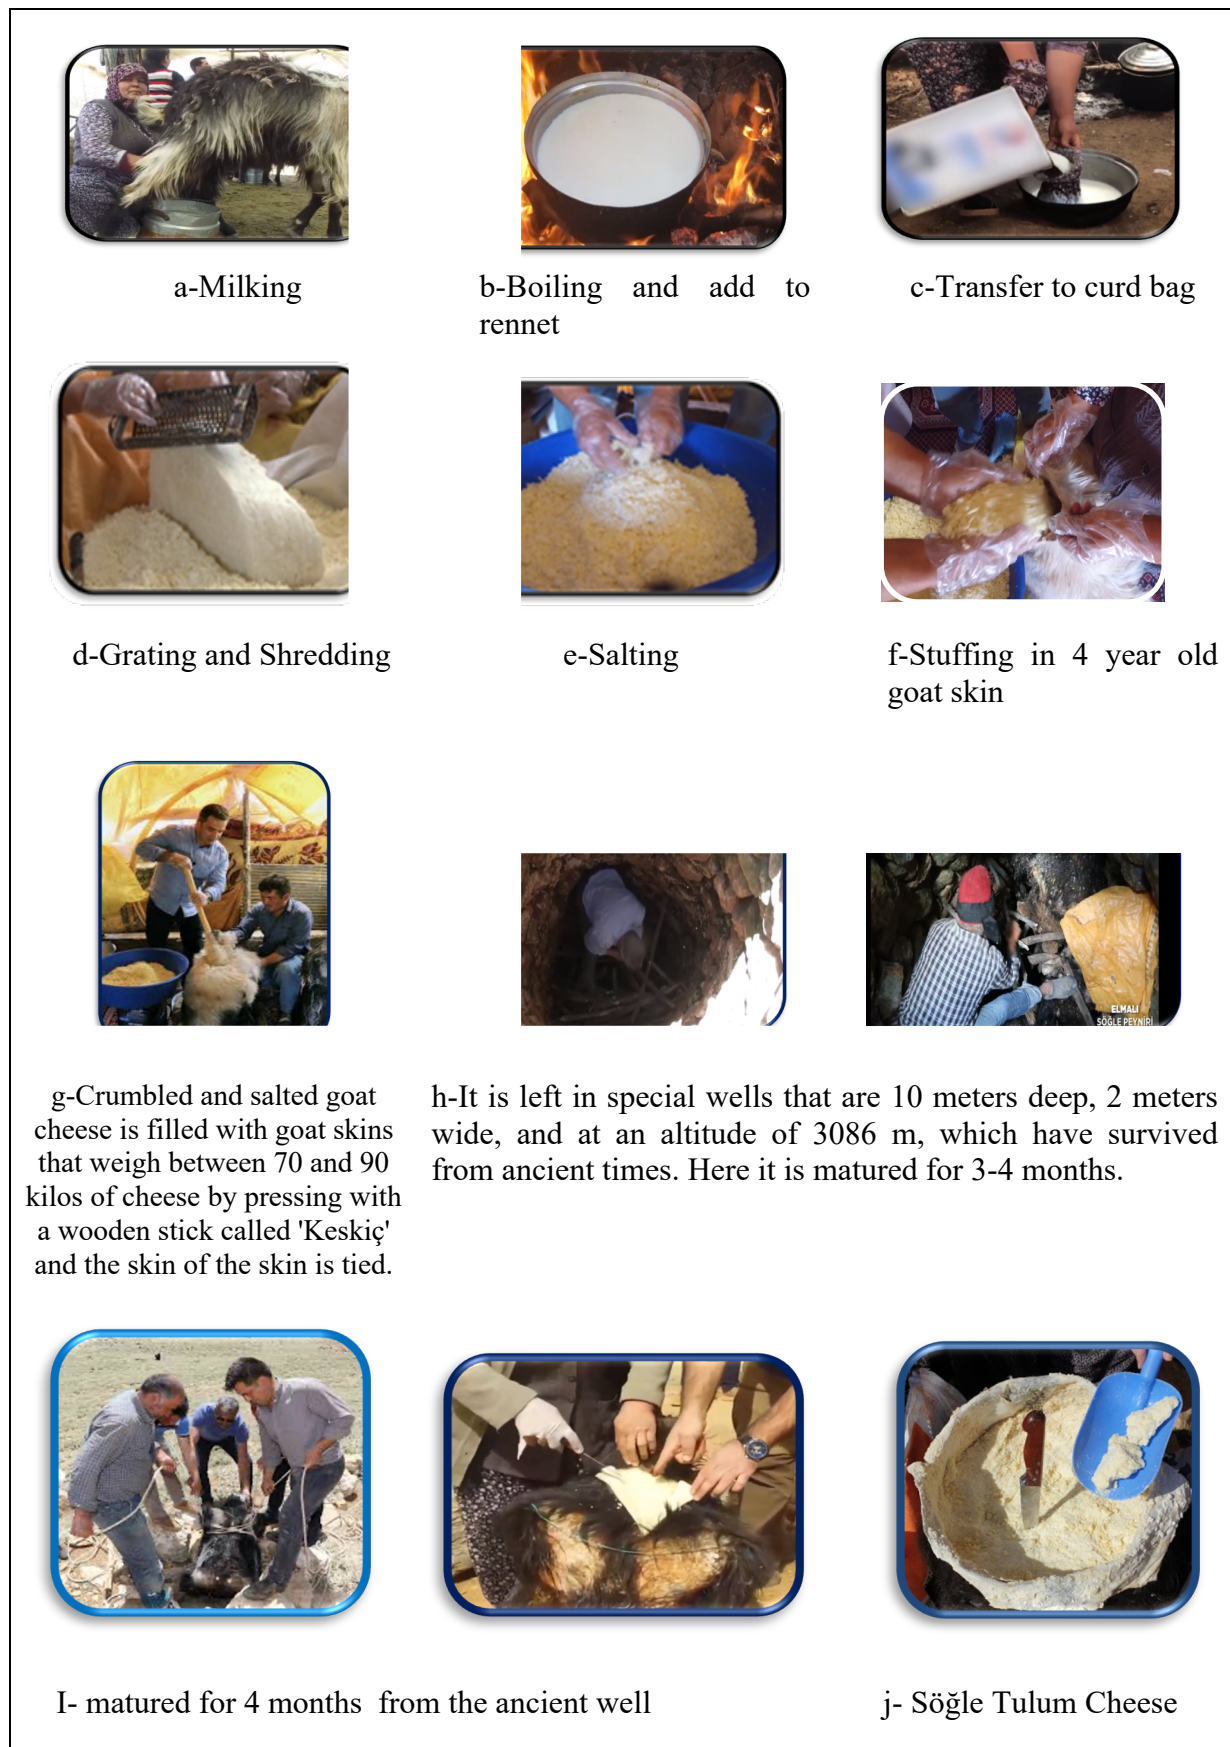 a-Milking
b-Boiling and add to
rennet
c-Transfer to curd bag
d-Grating and Shredding
e-Salting
f-Stuffing in 4 year old
goat skin
ELMALI
SÖĞLE PEYNİRİ
g-Crumbled and salted goat
cheese is filled with goat skins
that weigh between 70 and 90
kilos of cheese by pressing with
a wooden stick called 'Keskiç'
and the skin of the skin is tied.
h-It is left in special wells that are 10 meters deep, 2 meters
wide, and at an altitude of 3086 m, which have survived
from ancient times. Here it is matured for 3-4 months.
I- matured for 4 months from the ancient well
j- Söğle Tulum Cheese